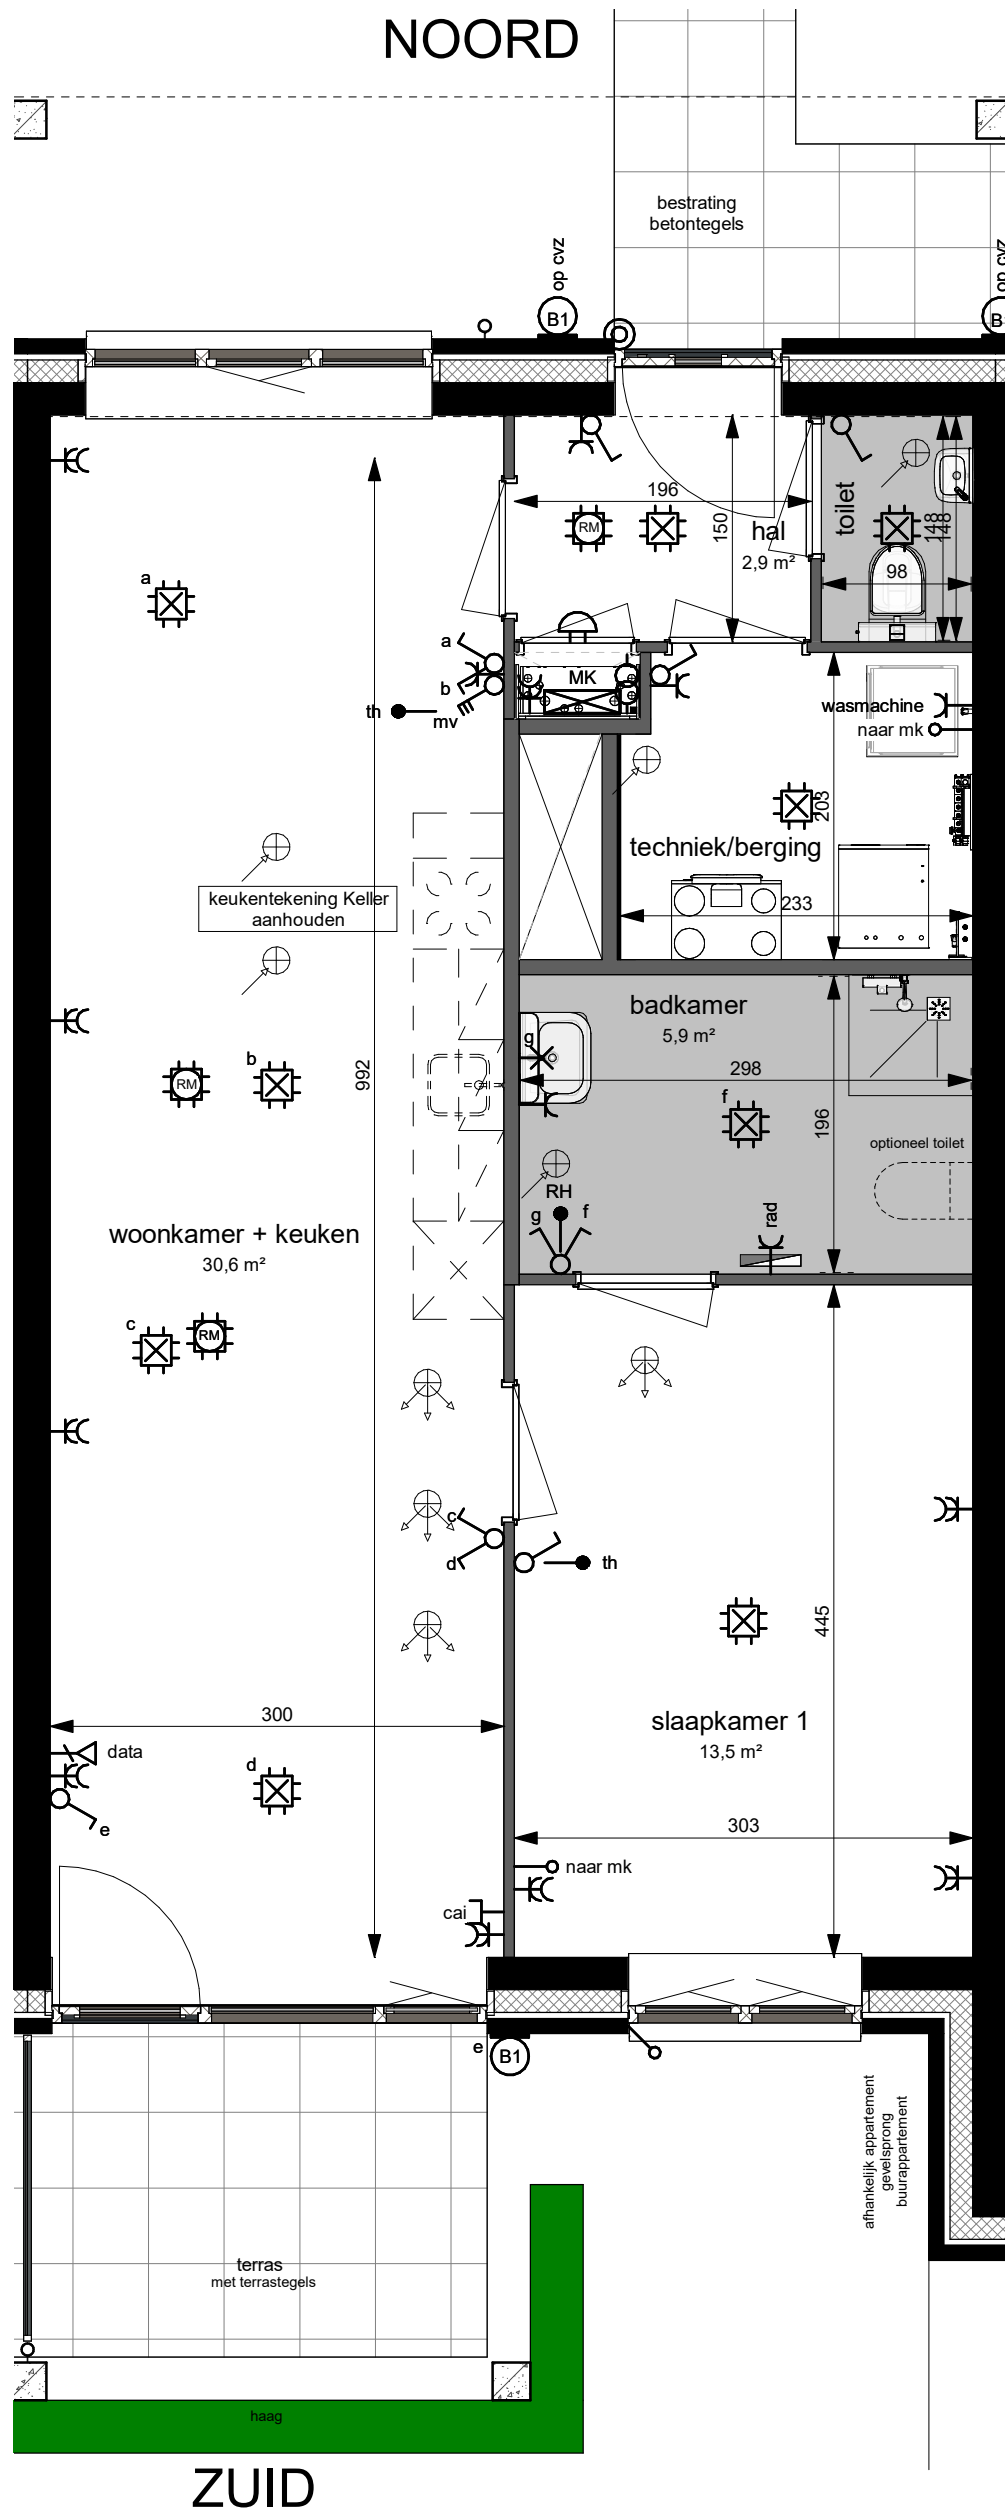 NOORD
bestrating
betontegels
op cvz
op cvz
B1
B
toilet
196
150
RM
hal
2,9 m²
148
148
98
a
a
b
mv
th
MK
wasmachine
naar mk
203
techniek/berging
233
keukentekening Keller
aanhouden
badkamer
5,9 m²
g
298
992
b
RM
f
196
optioneel toilet
RH
g
f
rad
woonkamer + keuken
30,6 m²
c
RM
c
d
th
445
slaapkamer 1
13,5 m²
300
data
d
e
303
naar mk
cai
e
B1
afhankelijk appartement
gevelsprong
buurappartement
terras
met terrastegels
haag
ZUID